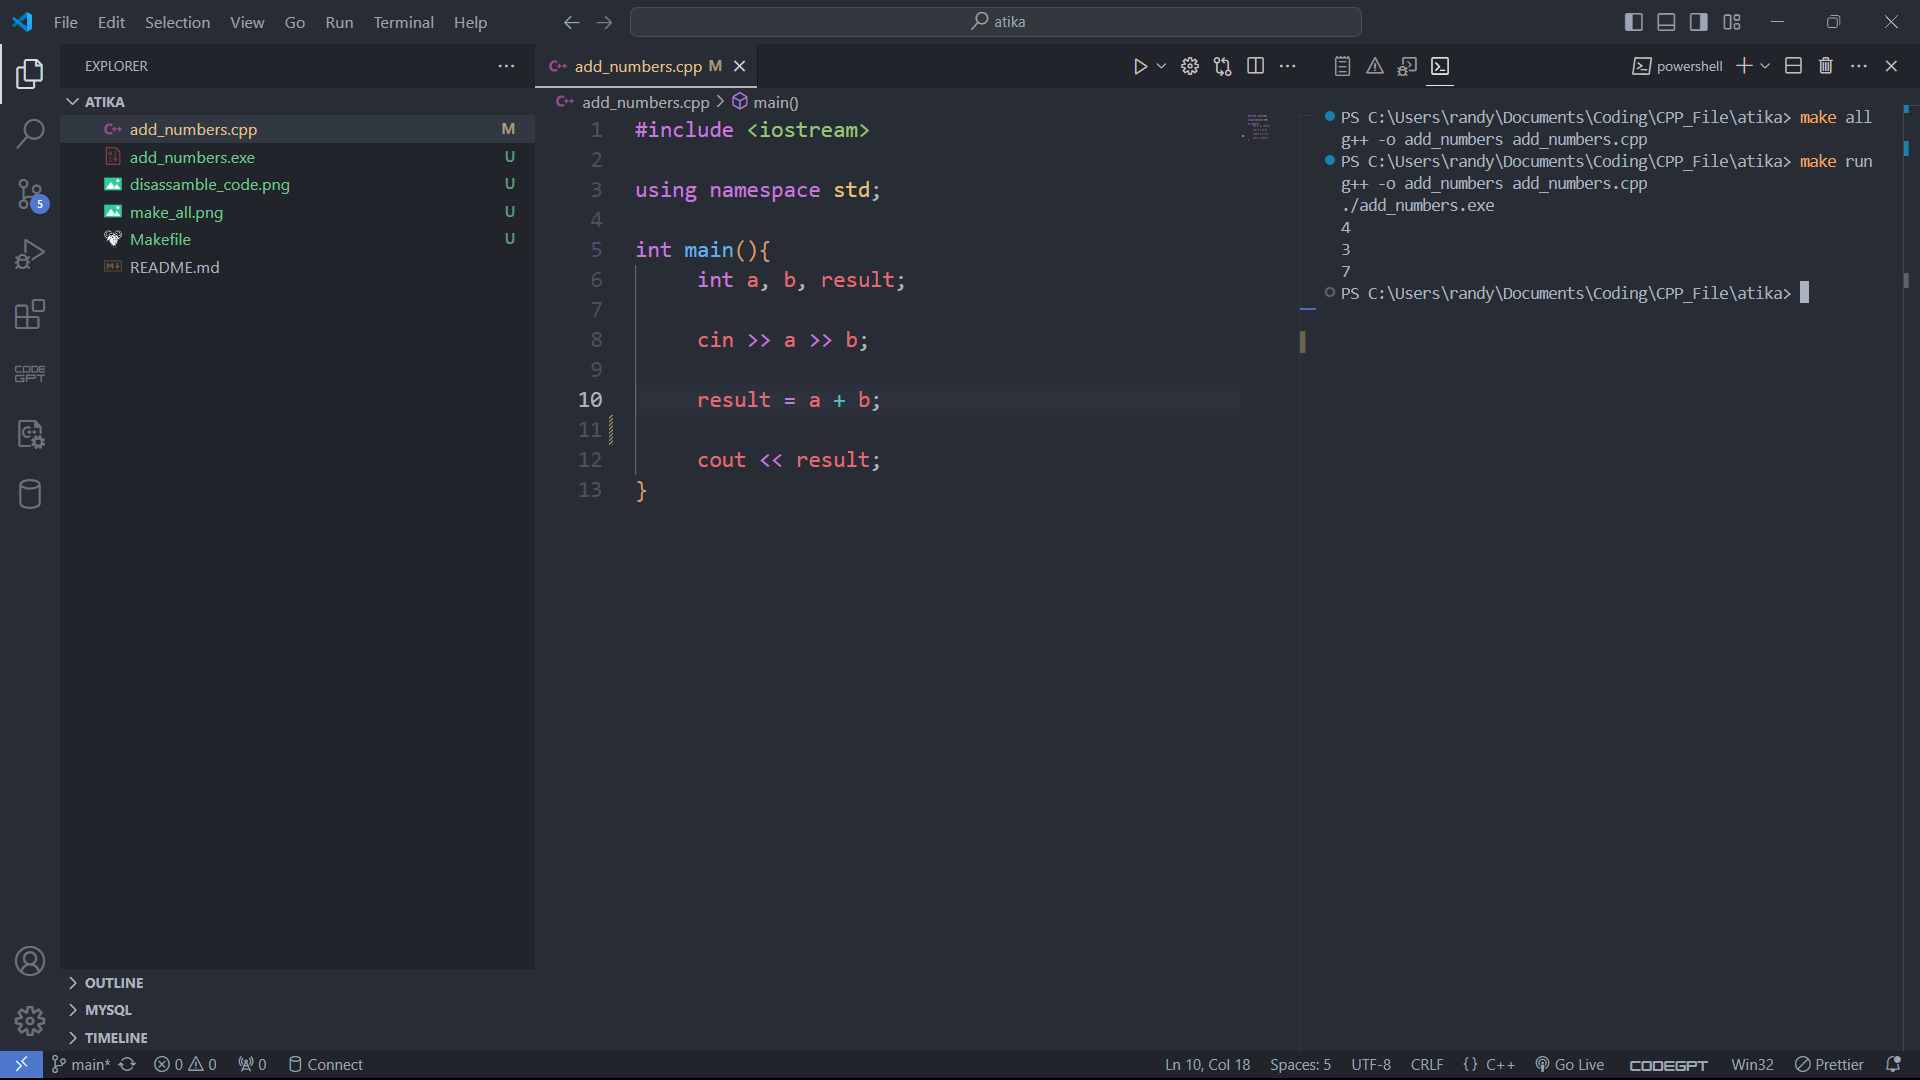 File Edit Selection View Go Run Terminal Help
atika
EXPLORER
ATIKA
add_numbers.cpp M
add_numbers.exe U
disassamble_code.png U
make_all.png U
Makefile U
README.md
5
CODE
GPT
OUTLINE
MYSQL
TIMELINE
C++ add_numbers.cpp M
C++ add_numbers.cpp > main()
1 #include <iostream>
2
3 using namespace std;
4
5 int main(){
6 int a, b, result;
7
8 cin >> a >> b;
9
10 result = a + b;
11
12 cout << result;
13 }
powershell
PS C:\Users\randy\Documents\Coding\CPP_File\atika> make all
g++ -o add_numbers add_numbers.cpp
PS C:\Users\randy\Documents\Coding\CPP_File\atika> make run
g++ -o add_numbers add_numbers.cpp
./add_numbers.exe
4
3
7
PS C:\Users\randy\Documents\Coding\CPP_File\atika>
main* 0 0 0 Connect
Ln 10, Col 18 Spaces: 5 UTF-8 CRLF {} C++ Go Live CODEGPT Win32 Prettier